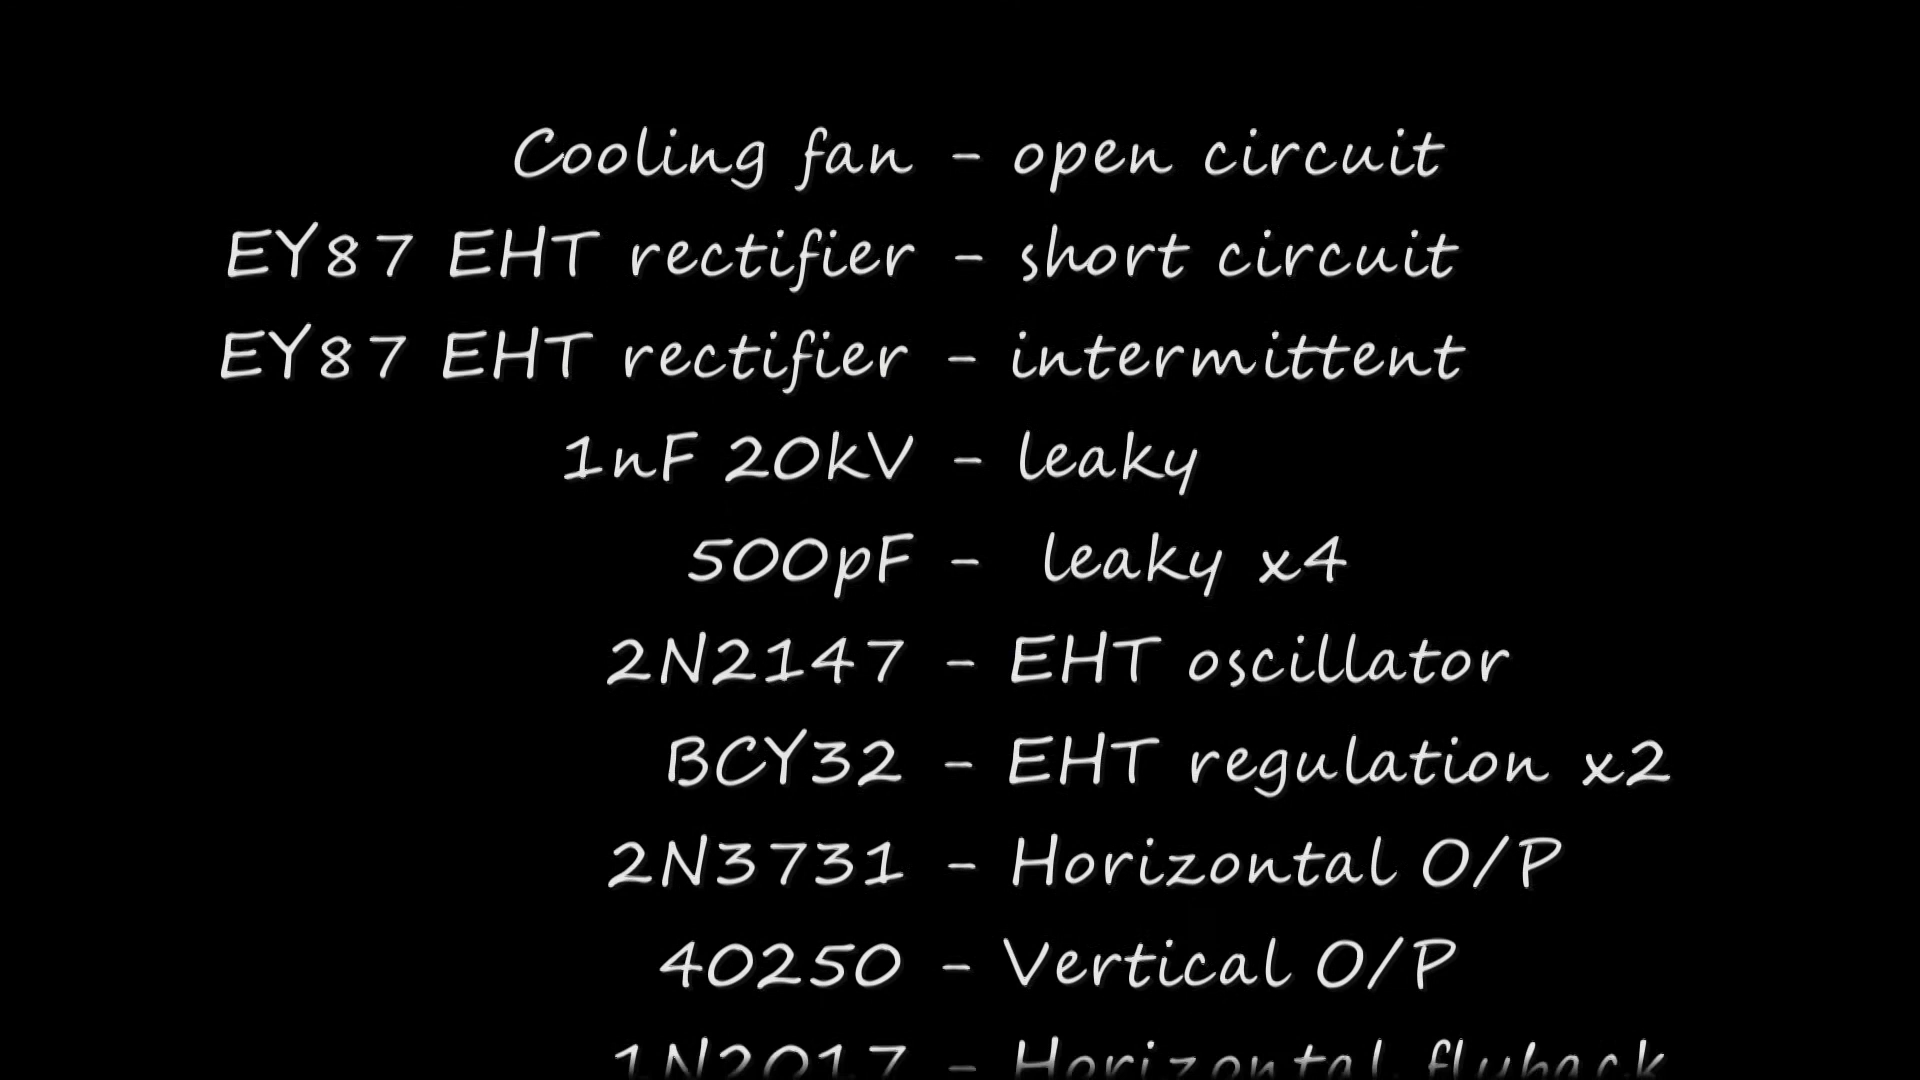 Cooling fan - open circuit
EY87 EHT rectifier - short circuit
EY87 EHT rectifier - intermittent
1nF 20kV - leaky
500pF - leaky x4
2N2147 - EHT oscillator
BCY32 - EHT regulation x2
2N3731 - Horizontal O/P
40250 - Vertical O/P
- Horizontal flyback